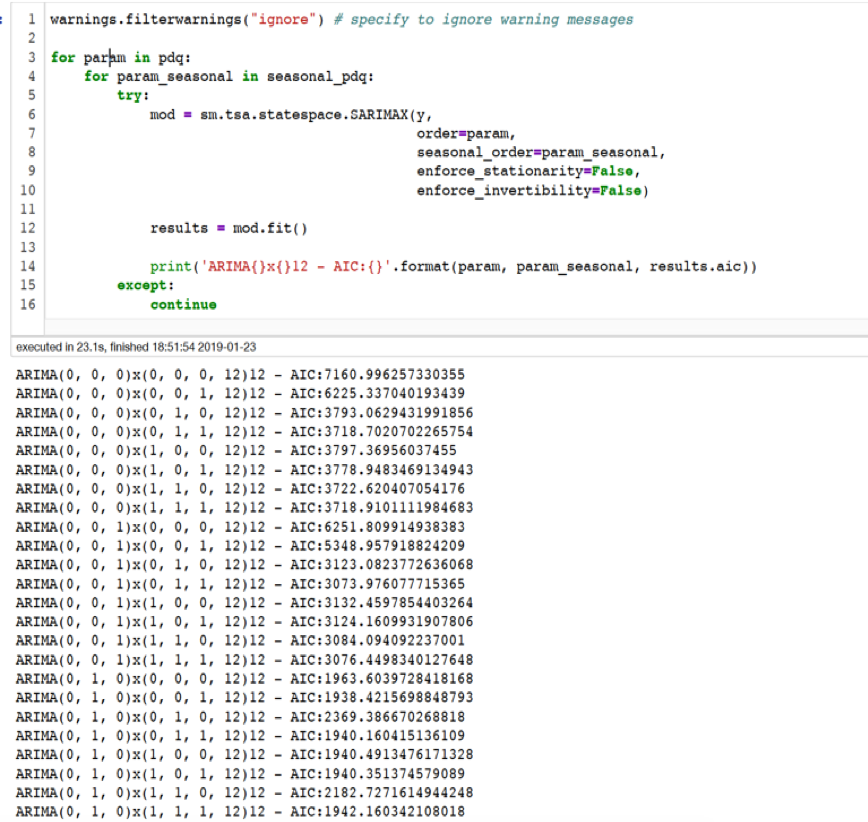 :
1 warnings.filterwarnings("ignore") # specify to ignore warning messages
2
3 for param in pdq:
4     for param_seasonal in seasonal_pdq:
5         try:
6             mod = sm.tsa.statespace.SARIMAX(y,
7                                             order=param,
8                                             seasonal_order=param_seasonal,
9                                             enforce_stationarity=False,
10                                             enforce_invertibility=False)
11
12             results = mod.fit()
13
14             print('ARIMA{}x{}12 - AIC:{}'.format(param, param_seasonal, results.aic))
15         except:
16             continue
executed in 23.1s, finished 18:51:54 2019-01-23
ARIMA(0, 0, 0)x(0, 0, 0, 12)12 - AIC:7160.996257330355
ARIMA(0, 0, 0)x(0, 0, 1, 12)12 - AIC:6225.337040193439
ARIMA(0, 0, 0)x(0, 1, 0, 12)12 - AIC:3793.0629431991856
ARIMA(0, 0, 0)x(0, 1, 1, 12)12 - AIC:3718.7020702265754
ARIMA(0, 0, 0)x(1, 0, 0, 12)12 - AIC:3797.36956037455
ARIMA(0, 0, 0)x(1, 0, 1, 12)12 - AIC:3778.9483469134943
ARIMA(0, 0, 0)x(1, 1, 0, 12)12 - AIC:3722.620407054176
ARIMA(0, 0, 0)x(1, 1, 1, 12)12 - AIC:3718.9101111984683
ARIMA(0, 0, 1)x(0, 0, 0, 12)12 - AIC:6251.809914938383
ARIMA(0, 0, 1)x(0, 0, 1, 12)12 - AIC:5348.957918824209
ARIMA(0, 0, 1)x(0, 1, 0, 12)12 - AIC:3123.0823772636068
ARIMA(0, 0, 1)x(0, 1, 1, 12)12 - AIC:3073.976077715365
ARIMA(0, 0, 1)x(1, 0, 0, 12)12 - AIC:3132.4597854403264
ARIMA(0, 0, 1)x(1, 0, 1, 12)12 - AIC:3124.1609931907806
ARIMA(0, 0, 1)x(1, 1, 0, 12)12 - AIC:3084.094092237001
ARIMA(0, 0, 1)x(1, 1, 1, 12)12 - AIC:3076.4498340127648
ARIMA(0, 1, 0)x(0, 0, 0, 12)12 - AIC:1963.6039728418168
ARIMA(0, 1, 0)x(0, 0, 1, 12)12 - AIC:1938.4215698848793
ARIMA(0, 1, 0)x(0, 1, 0, 12)12 - AIC:2369.386670268818
ARIMA(0, 1, 0)x(0, 1, 1, 12)12 - AIC:1940.160415136109
ARIMA(0, 1, 0)x(1, 0, 0, 12)12 - AIC:1940.4913476171328
ARIMA(0, 1, 0)x(1, 0, 1, 12)12 - AIC:1940.351374579089
ARIMA(0, 1, 0)x(1, 1, 0, 12)12 - AIC:2182.7271614944248
ARIMA(0, 1, 0)x(1, 1, 1, 12)12 - AIC:1942.160342108018